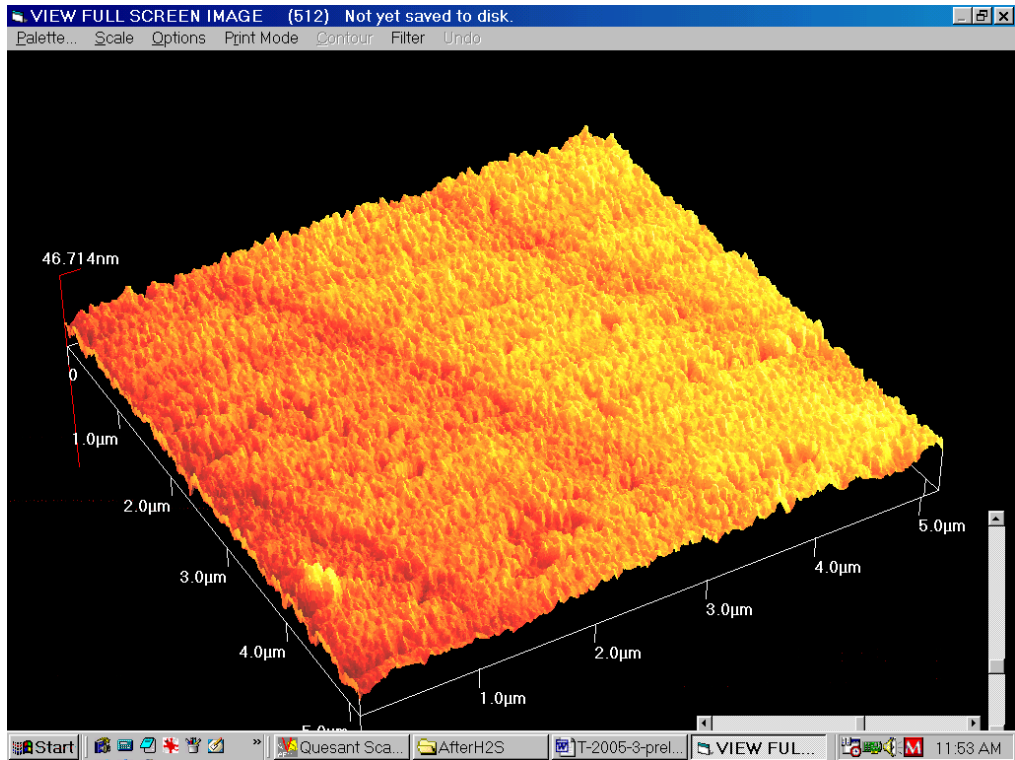 VIEW FULL SCREEN IMAGE (512) Not yet saved to disk.
Palette... Scale Options Print Mode Contour Filter Undo
46.714nm
0
1.0µm
2.0µm
3.0µm
4.0µm
5.0µm
1.0µm
2.0µm
3.0µm
4.0µm
5.0µm
Start » Quesant Sca... AfterH2S T-2005-3-prel... VIEW FUL... M 11:53 AM